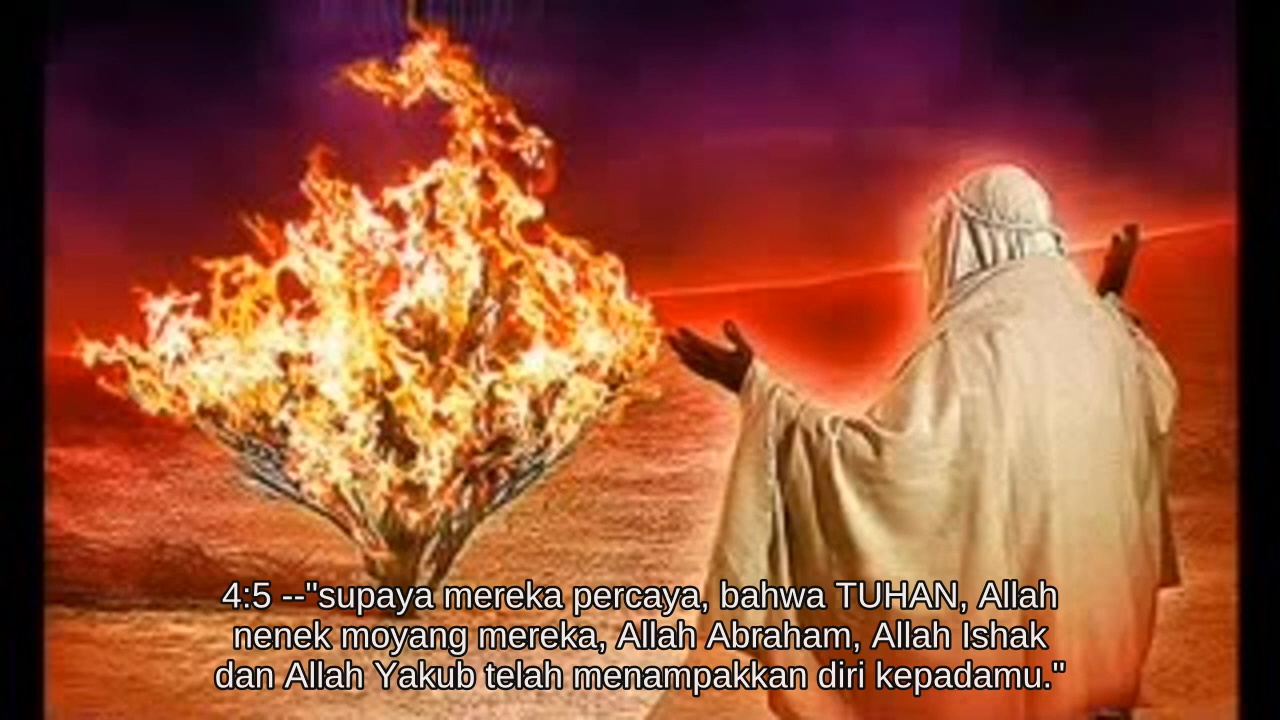 4:5 --"supaya mereka percaya, bahwa TUHAN, Allah
nenek moyang mereka, Allah Abraham, Allah Ishak
dan Allah Yakub telah menampakkan diri kepadamu."